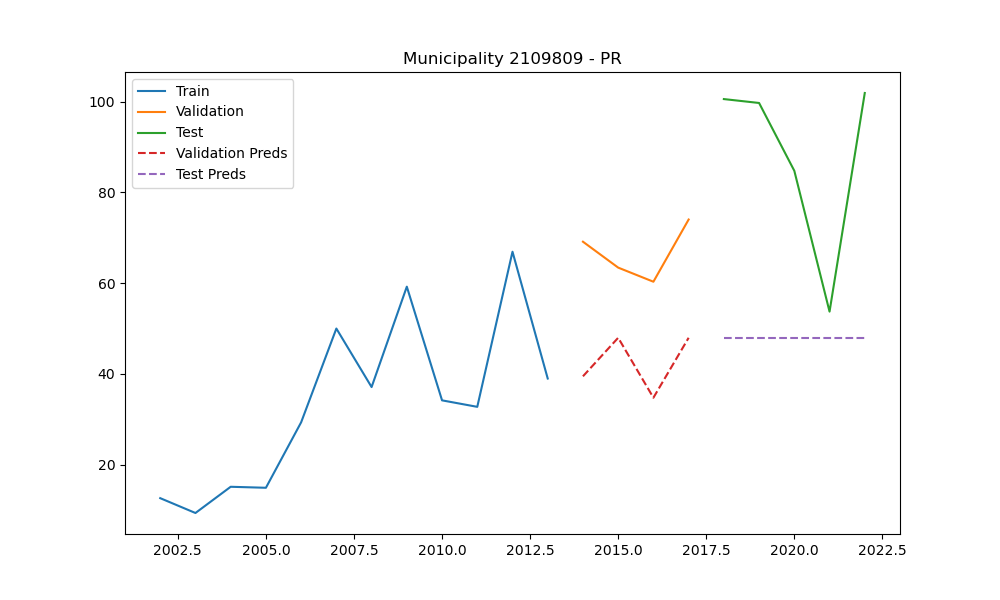 Municipality 2109809 - PR
Train
Validation
Test
Validation Preds
Test Preds
100
80
60
40
20
2002.5 2005.0 2007.5 2010.0 2012.5 2015.0 2017.5 2020.0 2022.5